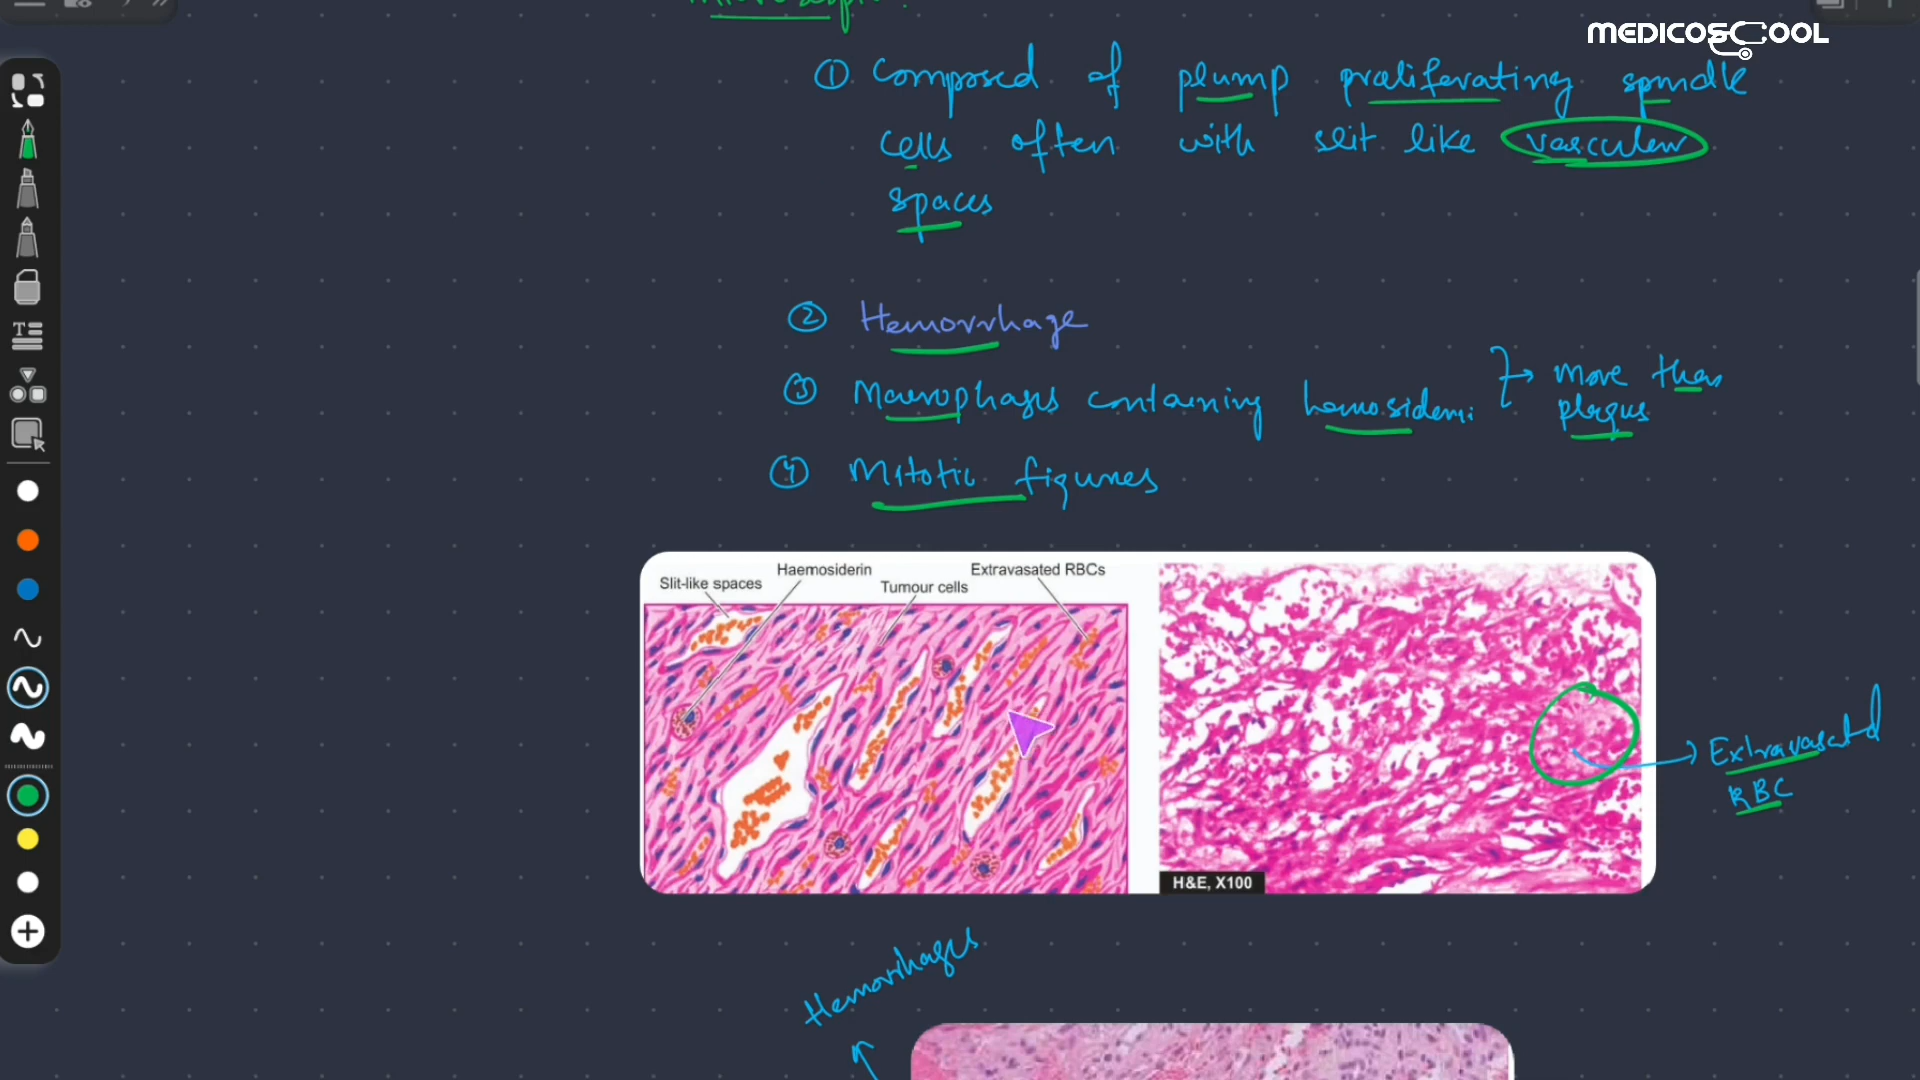 MEDICOSCOOL
① Composed of plump proliferating spindle
cells often with slit like vascular
spaces
② Hemorrhage
③ Macrophages containing hemosiderin → more than
plaques
④ Mitotic figures
Slit-like spaces Haemosiderin Tumour cells Extravasated RBCs
H&E, X100
→ Extravasated
RBC
Hemorrhages